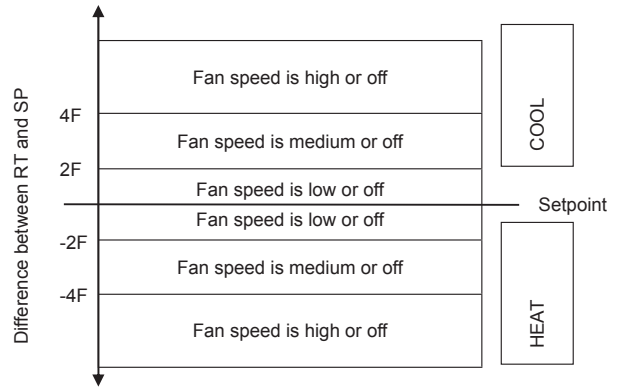 Difference between RT and SP
Fan speed is high or off
4F
Fan speed is medium or off
2F
Fan speed is low or off
Setpoint
Fan speed is low or off
-2F
Fan speed is medium or off
-4F
Fan speed is high or off
COOL
HEAT